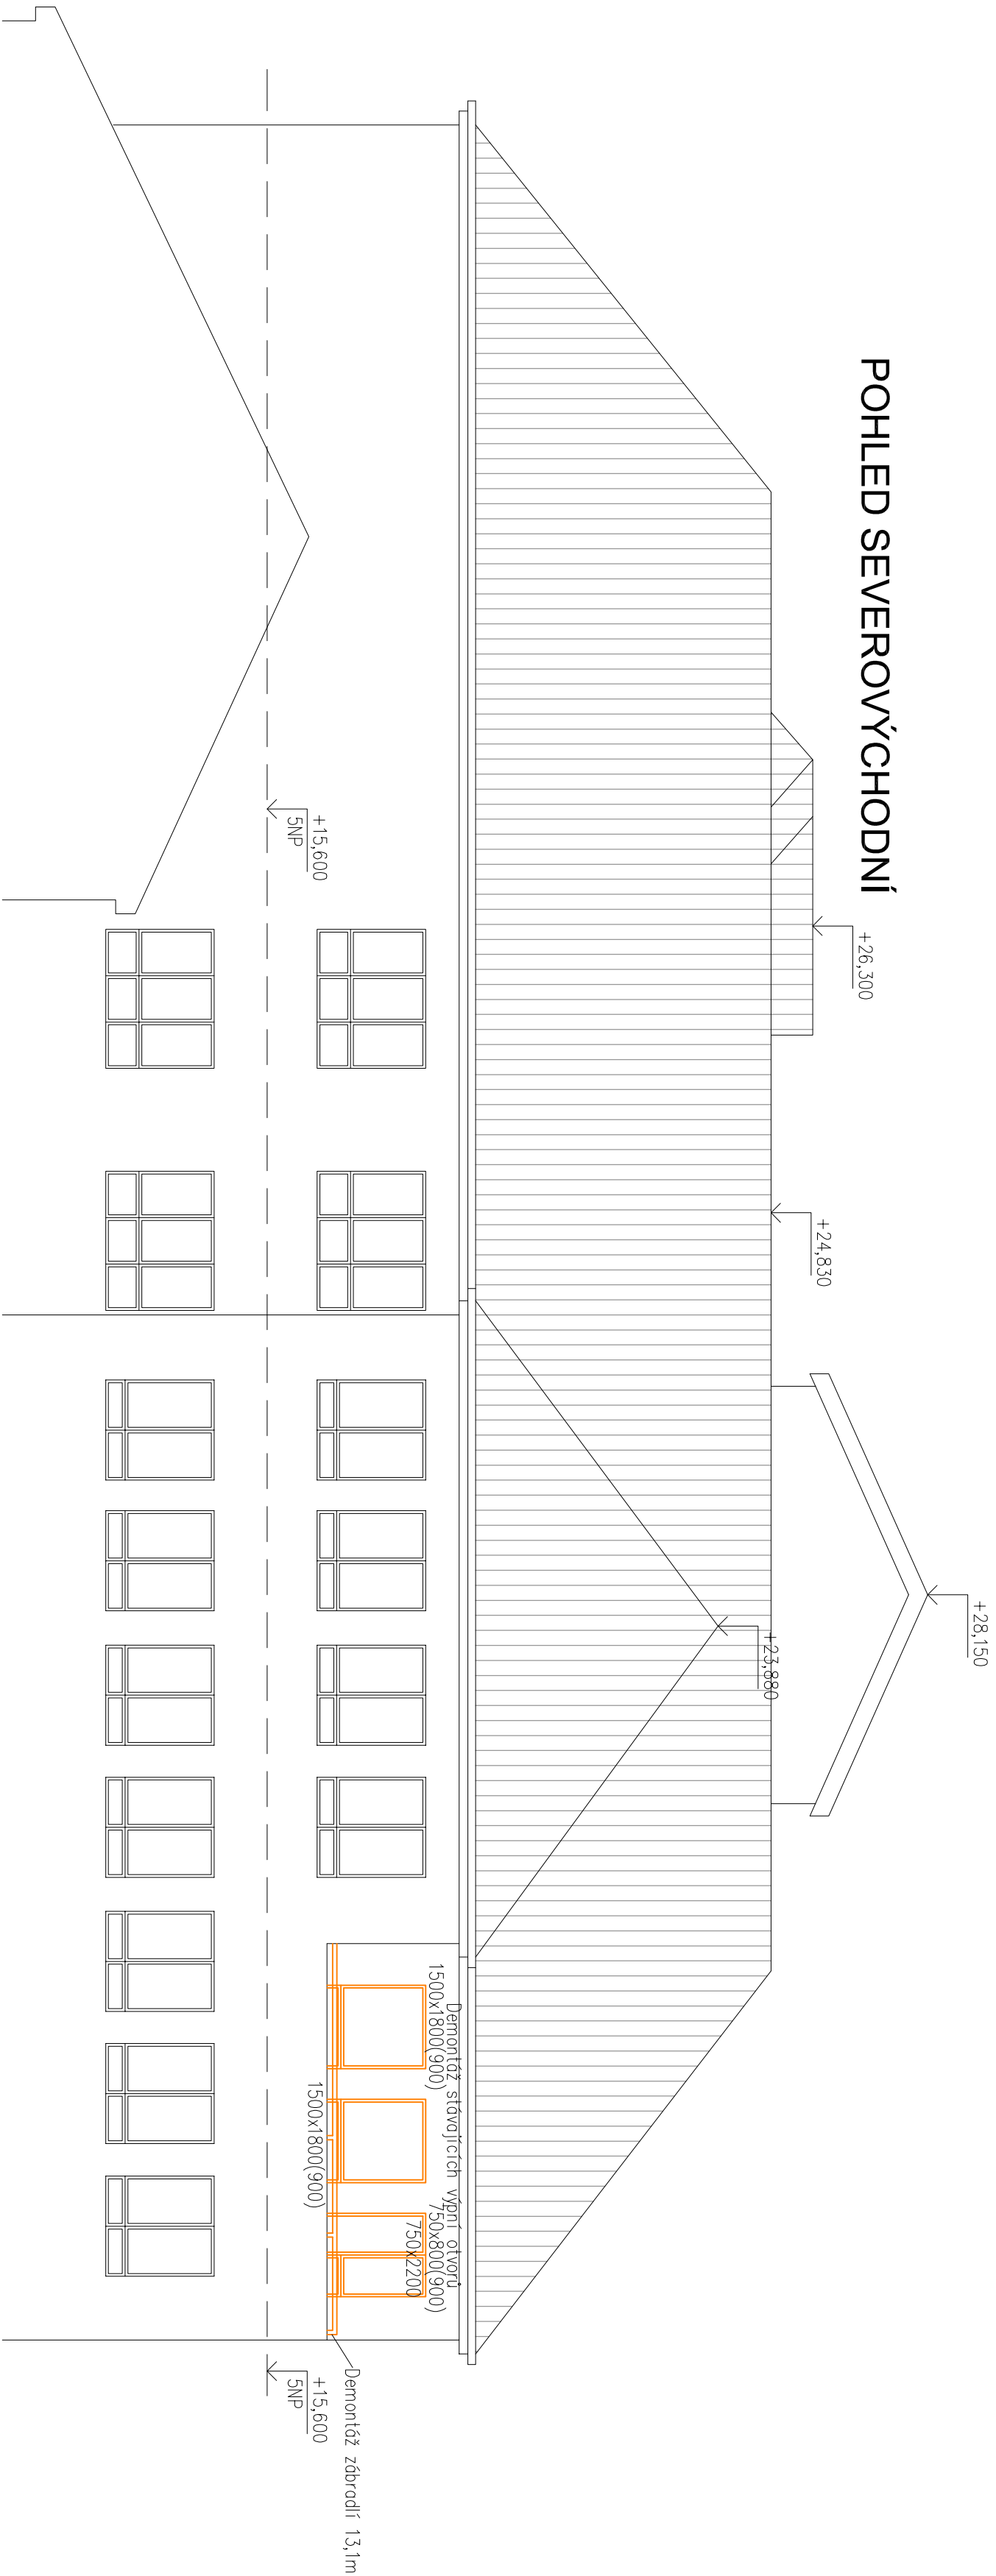 POHLED SEVEROVÝCHODNÍ
+28,150
+26,300
+24,830
+23,880
Demontáž stávajících výpní otvorů
1500x1800(900)
750x800(900)
750x2200
1500x1800(900)
Demontáž zábradlí 13,1m
+15,600
5NP
+15,600
5NP